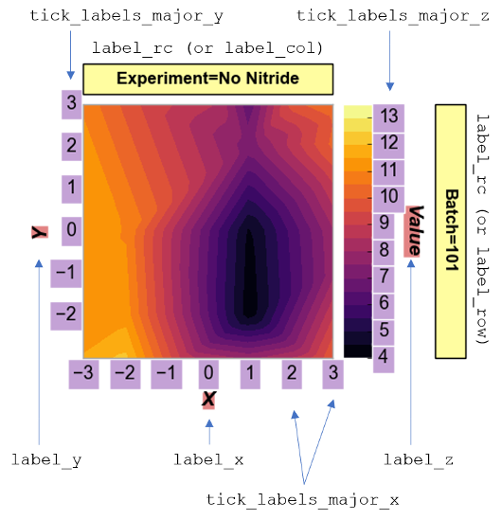 tick_labels_major_y
tick_labels_major_z
label_rc (or label_col)
Experiment=No Nitride
3
2
1
0
−1
−2
Y
13
12
11
10
9
8
7
6
5
4
Value
Batch=101
label_rc (or label_row)
−3 −2 −1 0 1 2 3
X
label_y
label_x
label_z
tick_labels_major_x